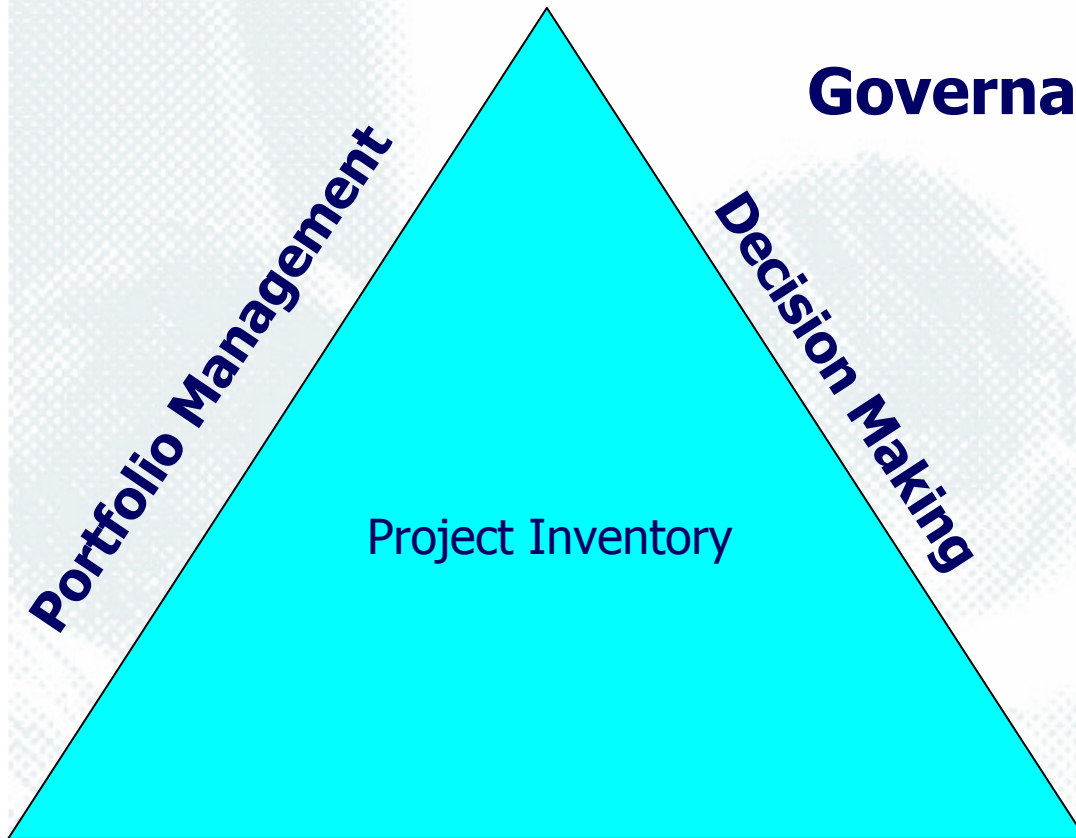 Governa
Portfolio Management
Decision Making
Project Inventory